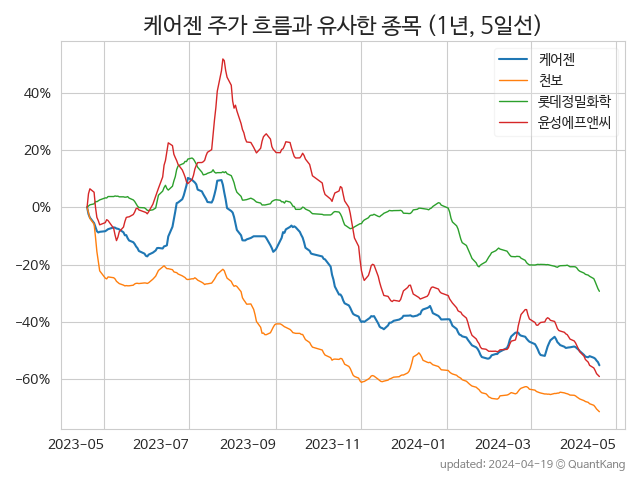 케어젠 주가 흐름과 유사한 종목 (1년, 5일선)
케어젠
천보
롯데정밀화학
윤성에프앤씨
40%
20%
0%
−20%
−40%
−60%
2023-05 2023-07 2023-09 2023-11 2024-01 2024-03 2024-05
updated: 2024-04-19 © QuantKang